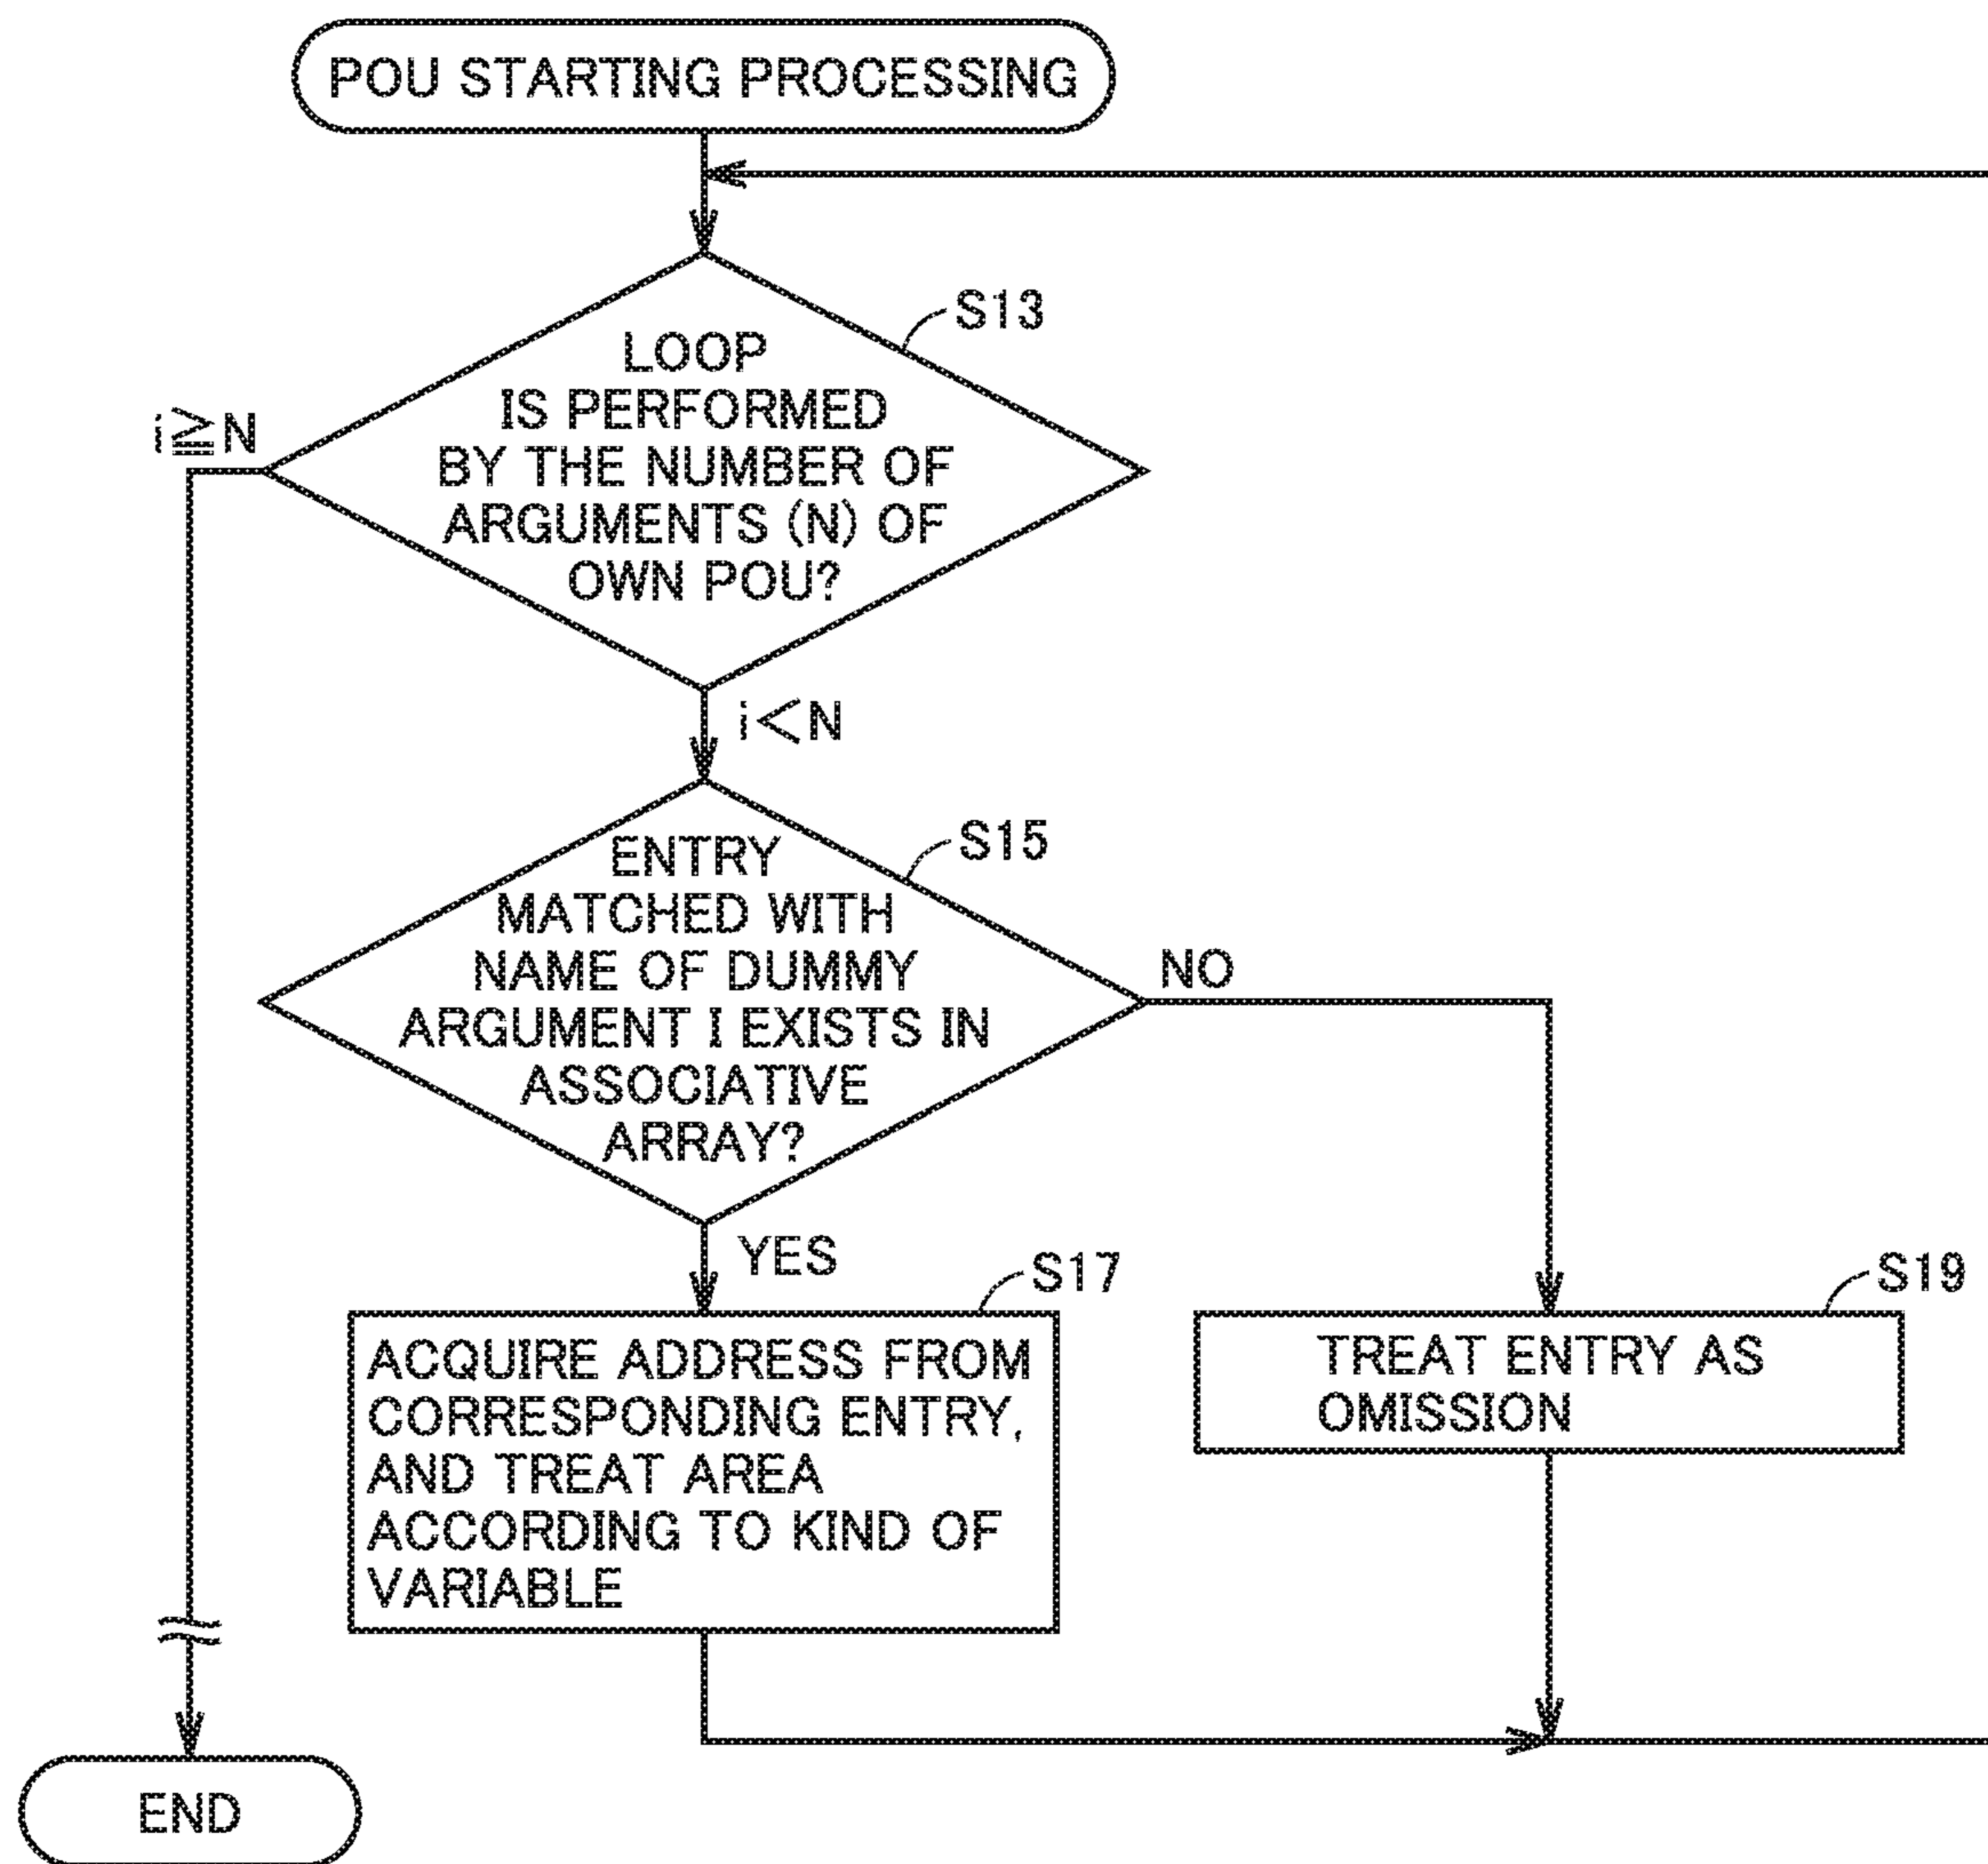 POU STARTING PROCESSING
S13
LOOP
IS PERFORMED
BY THE NUMBER OF
ARGUMENTS (N) OF
OWN POU?
i≧N
i<N
S15
ENTRY
MATCHED WITH
NAME OF DUMMY
ARGUMENT I EXISTS IN
ASSOCIATIVE
ARRAY?
NO
YES
S17
ACQUIRE ADDRESS FROM
CORRESPONDING ENTRY,
AND TREAT AREA
ACCORDING TO KIND OF
VARIABLE
S19
TREAT ENTRY AS
OMISSION
END